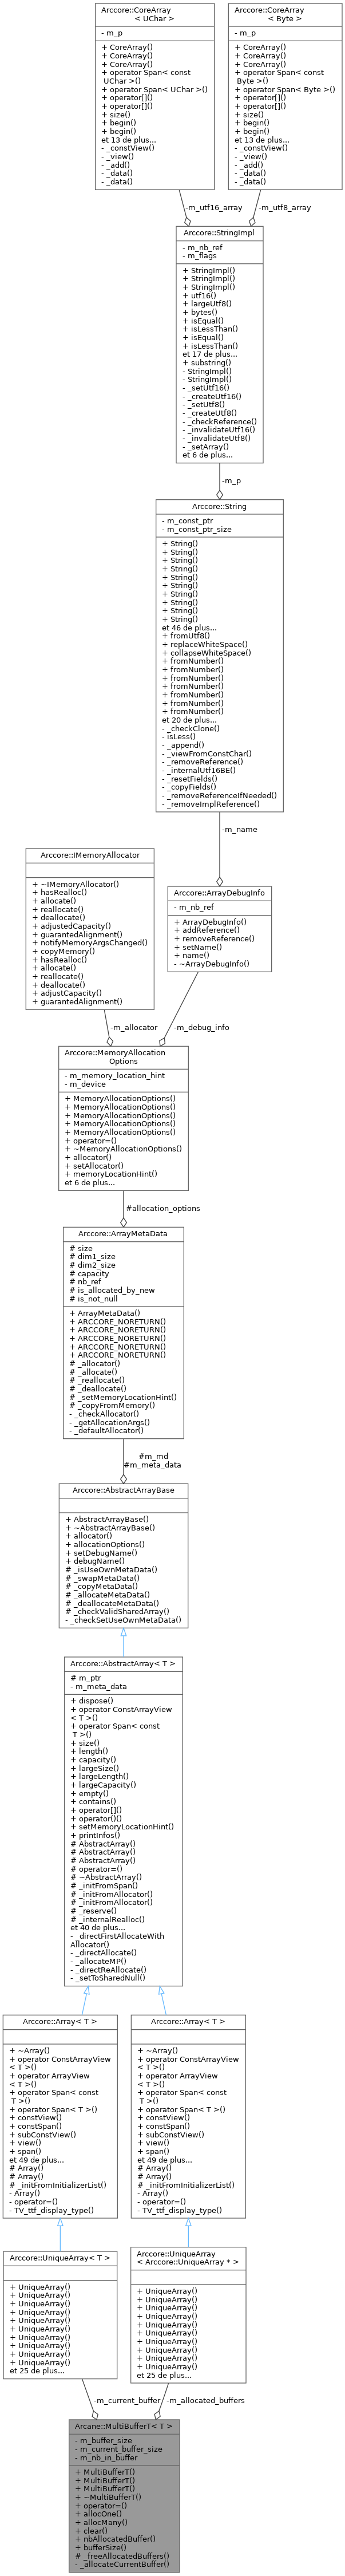 Arccore::CoreArray
< UChar >
- m_p
+ CoreArray()
+ CoreArray()
+ CoreArray()
+ operator Span< const
UChar >()
+ operator Span< UChar >()
+ operator[]()
+ operator[]()
+ size()
+ begin()
+ begin()
et 13 de plus...
- _constView()
- _view()
- _add()
- _data()
- _data()
Arccore::CoreArray
< Byte >
- m_p
+ CoreArray()
+ CoreArray()
+ CoreArray()
+ operator Span< const
Byte >()
+ operator Span< Byte >()
+ operator[]()
+ operator[]()
+ size()
+ begin()
+ begin()
et 13 de plus...
- _constView()
- _view()
- _add()
- _data()
- _data()
-m_utf16_array
-m_utf8_array
Arccore::StringImpl
- m_nb_ref
- m_flags
+ StringImpl()
+ StringImpl()
+ StringImpl()
+ utf16()
+ largeUtf8()
+ bytes()
+ isEqual()
+ isLessThan()
+ isEqual()
+ isLessThan()
et 17 de plus...
+ substring()
- StringImpl()
- StringImpl()
- _setUtf16()
- _createUtf16()
- _setUtf8()
- _createUtf8()
- _checkReference()
- _invalidateUtf16()
- _invalidateUtf8()
- _setArray()
et 6 de plus...
-m_p
Arccore::String
- m_const_ptr
- m_const_ptr_size
+ String()
+ String()
+ String()
+ String()
+ String()
+ String()
+ String()
+ String()
+ String()
+ String()
et 46 de plus...
+ fromUtf8()
+ replaceWhiteSpace()
+ collapseWhiteSpace()
+ fromNumber()
+ fromNumber()
+ fromNumber()
+ fromNumber()
+ fromNumber()
+ fromNumber()
+ fromNumber()
et 20 de plus...
- _checkClone()
- isLess()
- _append()
- _viewFromConstChar()
- _removeReference()
- _internalUtf16BE()
- _resetFields()
- _copyFields()
- _removeReferenceIfNeeded()
- _removeImplReference()
-m_name
Arccore::IMemoryAllocator
+ ~IMemoryAllocator()
+ hasRealloc()
+ allocate()
+ reallocate()
+ deallocate()
+ adjustedCapacity()
+ guarantedAlignment()
+ notifyMemoryArgsChanged()
+ copyMemory()
+ hasRealloc()
+ allocate()
+ reallocate()
+ deallocate()
+ adjustCapacity()
+ guarantedAlignment()
Arccore::ArrayDebugInfo
- m_nb_ref
+ ArrayDebugInfo()
+ addReference()
+ removeReference()
+ setName()
+ name()
- ~ArrayDebugInfo()
-m_allocator
-m_debug_info
Arccore::MemoryAllocation
Options
- m_memory_location_hint
- m_device
+ MemoryAllocationOptions()
+ MemoryAllocationOptions()
+ MemoryAllocationOptions()
+ MemoryAllocationOptions()
+ MemoryAllocationOptions()
+ operator=()
+ ~MemoryAllocationOptions()
+ allocator()
+ setAllocator()
+ memoryLocationHint()
et 6 de plus...
#allocation_options
Arccore::ArrayMetaData
# size
# dim1_size
# dim2_size
# capacity
# nb_ref
# is_allocated_by_new
# is_not_null
+ ArrayMetaData()
+ ARCCORE_NORETURN()
+ ARCCORE_NORETURN()
+ ARCCORE_NORETURN()
+ ARCCORE_NORETURN()
+ ARCCORE_NORETURN()
# _allocator()
# _allocate()
# _reallocate()
# _deallocate()
# _setMemoryLocationHint()
# _copyFromMemory()
- _checkAllocator()
- _getAllocationArgs()
- _defaultAllocator()
#m_md
#m_meta_data
Arccore::AbstractArrayBase
+ AbstractArrayBase()
+ ~AbstractArrayBase()
+ allocator()
+ allocationOptions()
+ setDebugName()
+ debugName()
# _isUseOwnMetaData()
# _swapMetaData()
# _copyMetaData()
# _allocateMetaData()
# _deallocateMetaData()
# _checkValidSharedArray()
- _checkSetUseOwnMetaData()
Arccore::AbstractArray< T >
# m_ptr
- m_meta_data
+ dispose()
+ operator ConstArrayView
< T >()
+ operator Span< const
T >()
+ size()
+ length()
+ capacity()
+ largeSize()
+ largeLength()
+ largeCapacity()
+ empty()
+ contains()
+ operator[]()
+ operator()()
+ setMemoryLocationHint()
+ printInfos()
# AbstractArray()
# AbstractArray()
# AbstractArray()
# operator=()
# ~AbstractArray()
# _initFromSpan()
# _initFromAllocator()
# _initFromAllocator()
# _reserve()
# _internalRealloc()
et 40 de plus...
- _directFirstAllocateWith
Allocator()
- _directAllocate()
- _allocateMP()
- _directReAllocate()
- _setToSharedNull()
Arccore::Array< T >
+ ~Array()
+ operator ConstArrayView
< T >()
+ operator ArrayView
< T >()
+ operator Span< const
T >()
+ operator Span< T >()
+ constView()
+ constSpan()
+ subConstView()
+ view()
+ span()
et 49 de plus...
# Array()
# Array()
# _initFromInitializerList()
- Array()
- operator=()
- TV_ttf_display_type()
Arccore::Array< T >
+ ~Array()
+ operator ConstArrayView
< T >()
+ operator ArrayView
< T >()
+ operator Span< const
T >()
+ operator Span< T >()
+ constView()
+ constSpan()
+ subConstView()
+ view()
+ span()
et 49 de plus...
# Array()
# Array()
# _initFromInitializerList()
- Array()
- operator=()
- TV_ttf_display_type()
Arccore::UniqueArray< T >
+ UniqueArray()
+ UniqueArray()
+ UniqueArray()
+ UniqueArray()
+ UniqueArray()
+ UniqueArray()
+ UniqueArray()
+ UniqueArray()
+ UniqueArray()
+ UniqueArray()
et 25 de plus...
Arccore::UniqueArray
< Arccore::UniqueArray * >
+ UniqueArray()
+ UniqueArray()
+ UniqueArray()
+ UniqueArray()
+ UniqueArray()
+ UniqueArray()
+ UniqueArray()
+ UniqueArray()
+ UniqueArray()
+ UniqueArray()
et 25 de plus...
-m_current_buffer
-m_allocated_buffers
Arcane::MultiBufferT< T >
- m_buffer_size
- m_current_buffer_size
- m_nb_in_buffer
+ MultiBufferT()
+ MultiBufferT()
+ MultiBufferT()
+ ~MultiBufferT()
+ operator=()
+ allocOne()
+ allocMany()
+ clear()
+ nbAllocatedBuffer()
+ bufferSize()
# _freeAllocatedBuffers()
- _allocateCurrentBuffer()